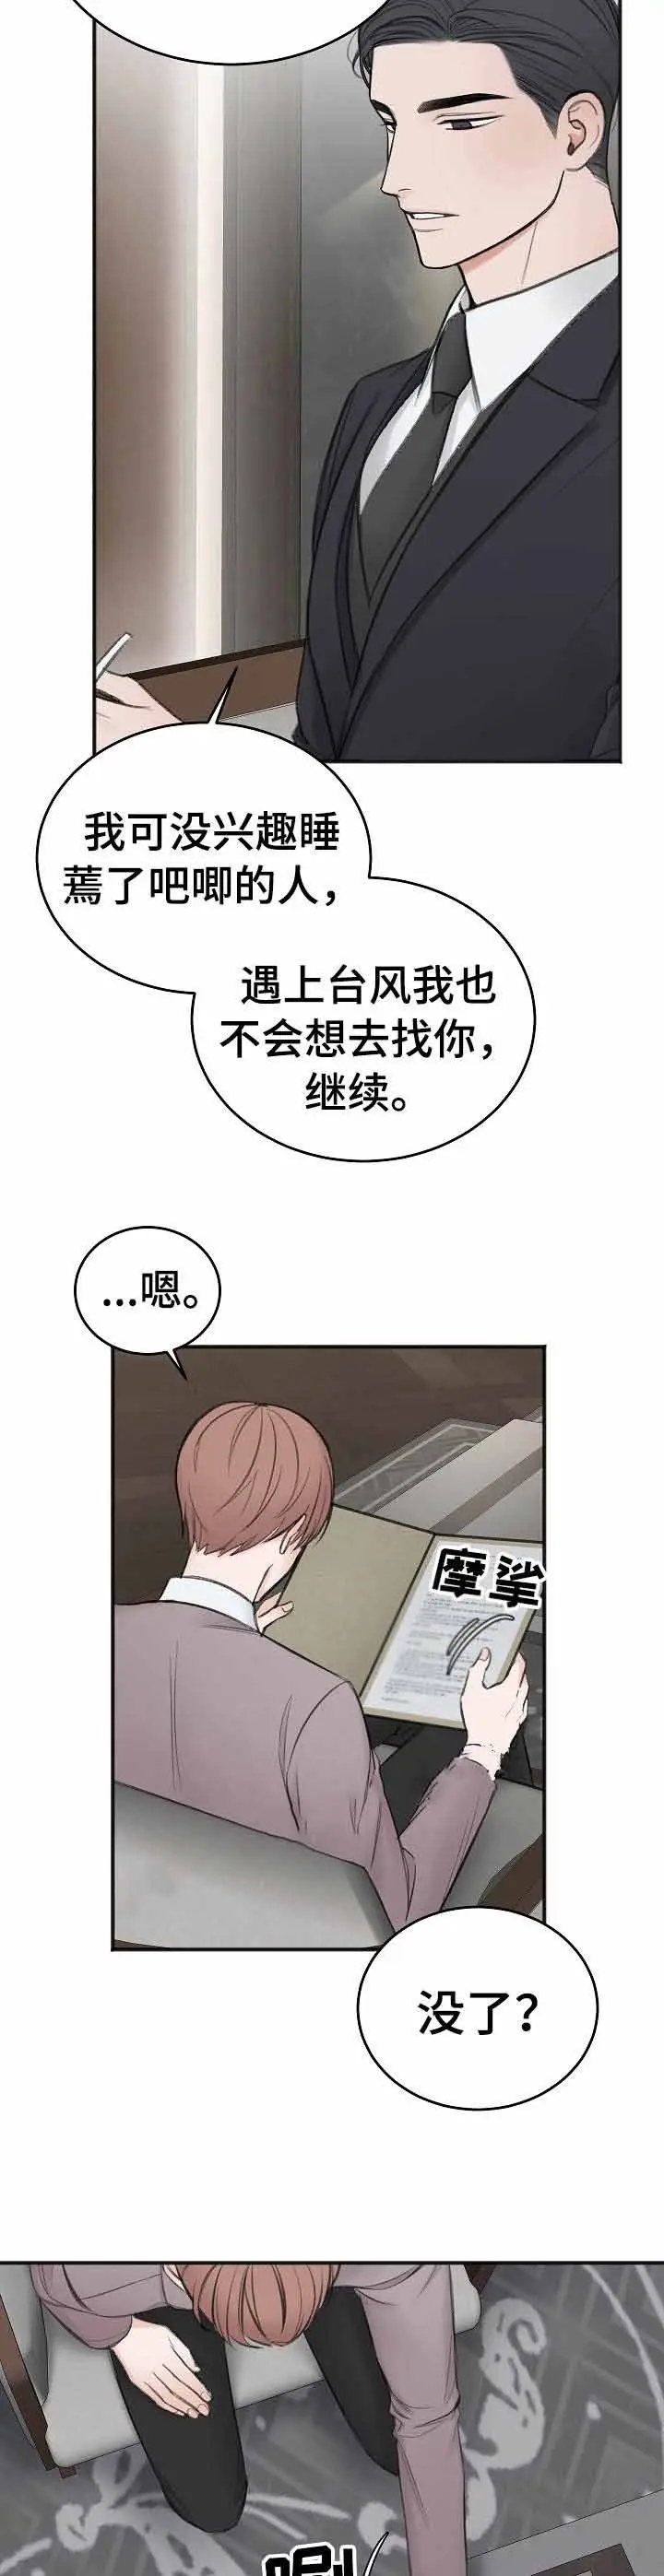 我可没兴趣睡
蔫了吧唧的人，
遇上台风我也
不会想去找你，
继续。
…嗯。
摩挲
没了？
唰